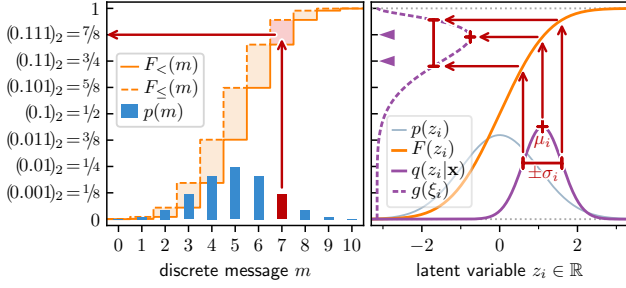 1
(0.111)₂ = 7/8
(0.11)₂ = 3/4
(0.101)₂ = 5/8
(0.1)₂ = 1/2
(0.011)₂ = 3/8
(0.01)₂ = 1/4
(0.001)₂ = 1/8
0
F<(m)
F≤(m)
p(m)
0 1 2 3 4 5 6 7 8 9 10
discrete message m
p(zᵢ)
F(zᵢ)
q(zᵢ|x)
g(ξᵢ)
μᵢ
±σᵢ
−2 0 2
latent variable zᵢ ∈ ℝ